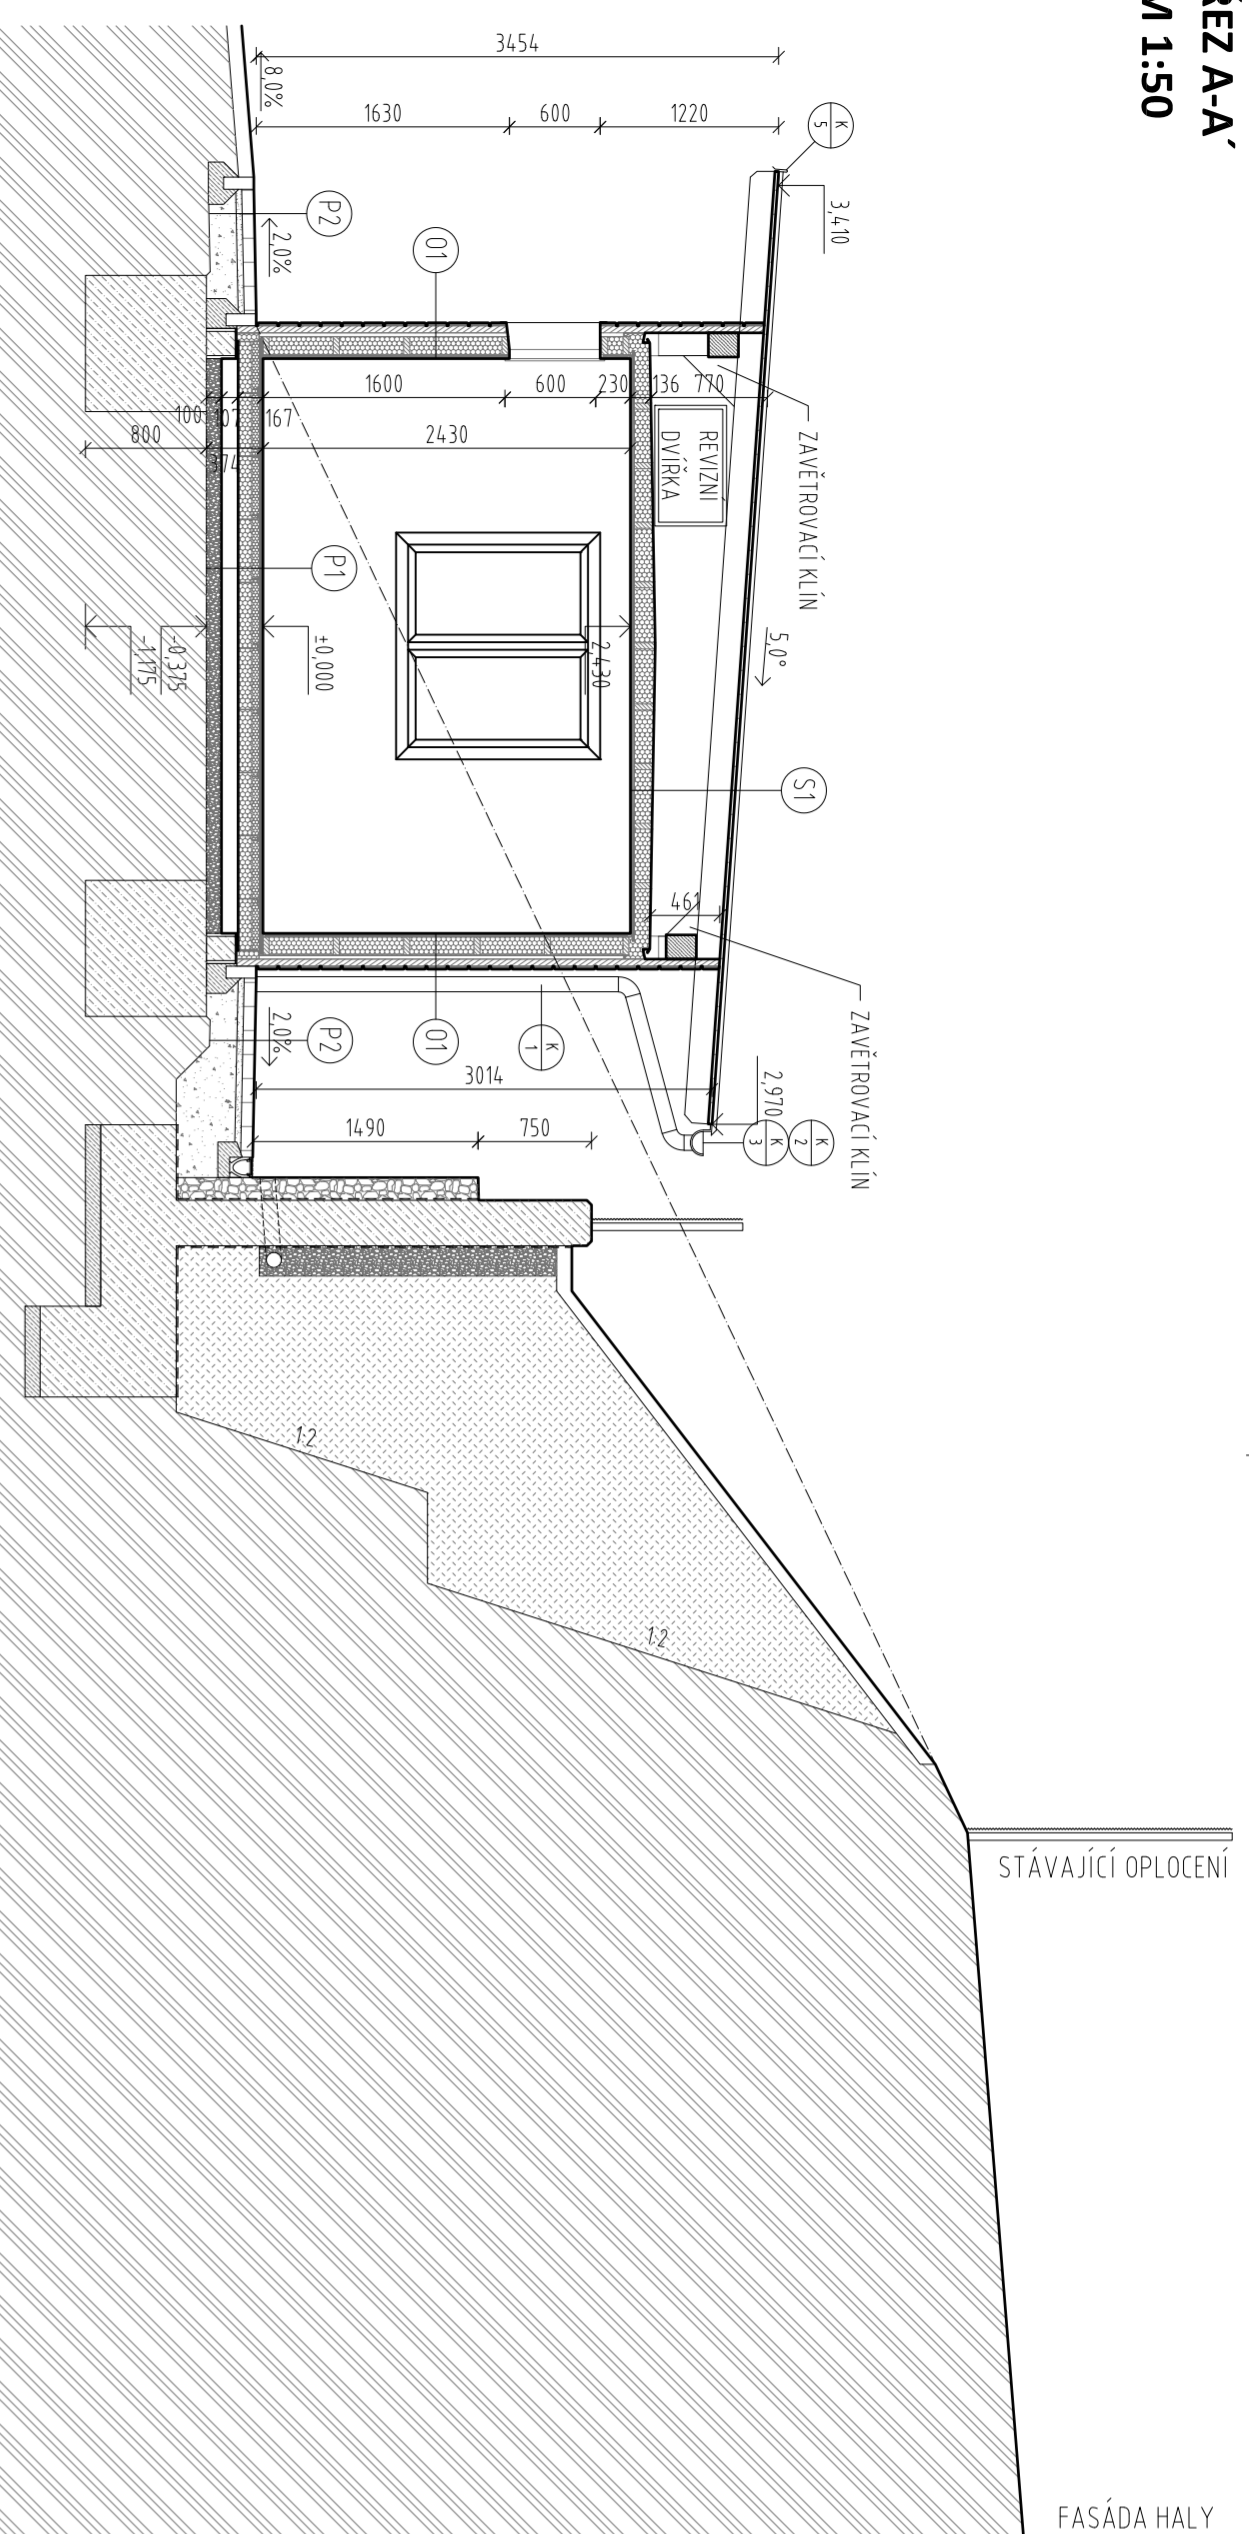 ŘEZ A-A´
M 1:50
3454
8,0%
1630
600
1220
K
5
3,410
P2
2,0%
O1
1600
600
230
136
770
100
107
167
800
374
2430
REVIZNÍ
DVÍŘKA
ZAVĚTROVACÍ KLÍN
P1
±0,000
-0,375
-1,175
2,430
5,0°
S1
461
ZAVĚTROVACÍ KLÍN
P2
2,0%
O1
K
1
3014
2,970
K
3
K
2
1490
750
1:2
1:2
STÁVAJÍCÍ OPLOCENÍ
FASÁDA HALY